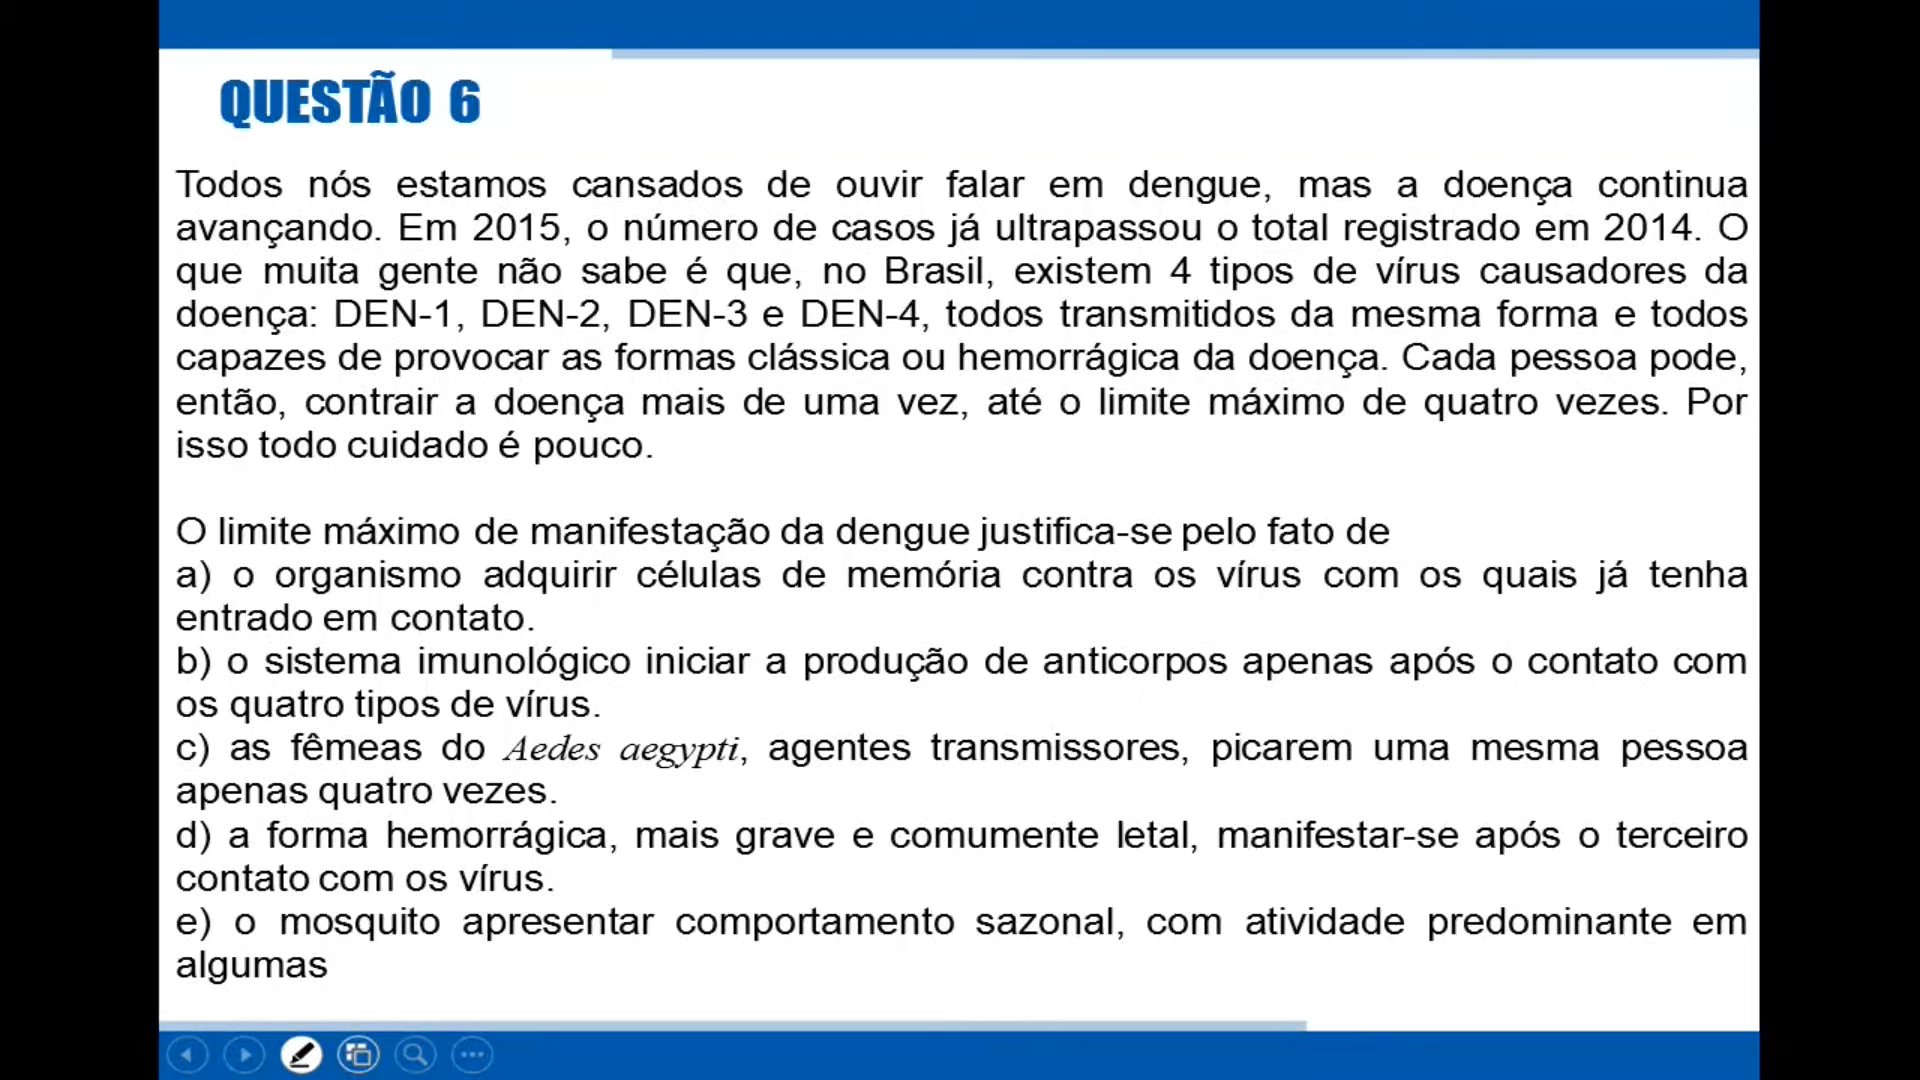 QUESTÃO 6
Todos nós estamos cansados de ouvir falar em dengue, mas a doença continua
avançando. Em 2015, o número de casos já ultrapassou o total registrado em 2014. O
que muita gente não sabe é que, no Brasil, existem 4 tipos de vírus causadores da
doença: DEN-1, DEN-2, DEN-3 e DEN-4, todos transmitidos da mesma forma e todos
capazes de provocar as formas clássica ou hemorrágica da doença. Cada pessoa pode,
então, contrair a doença mais de uma vez, até o limite máximo de quatro vezes. Por
isso todo cuidado é pouco.
O limite máximo de manifestação da dengue justifica-se pelo fato de
a) o organismo adquirir células de memória contra os vírus com os quais já tenha
entrado em contato.
b) o sistema imunológico iniciar a produção de anticorpos apenas após o contato com
os quatro tipos de vírus.
c) as fêmeas do Aedes aegypti, agentes transmissores, picarem uma mesma pessoa
apenas quatro vezes.
d) a forma hemorrágica, mais grave e comumente letal, manifestar-se após o terceiro
contato com os vírus.
e) o mosquito apresentar comportamento sazonal, com atividade predominante em
algumas